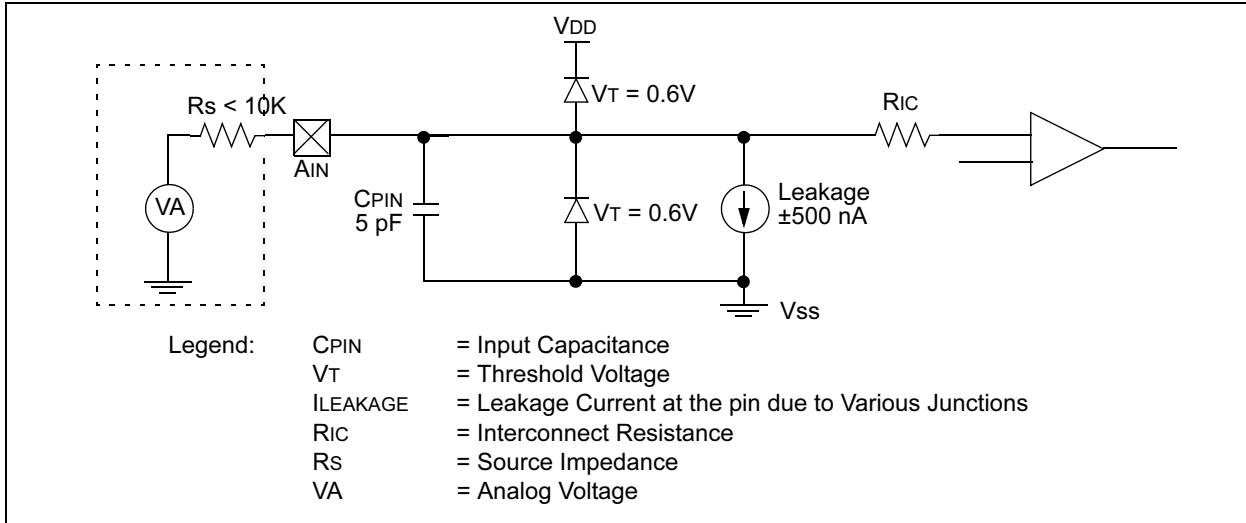 VDD
VT = 0.6V
RS < 10K
RIC
AIN
VA
CPIN
5 pF
VT = 0.6V
Leakage
±500 nA
Vss
Legend: CPIN = Input Capacitance
VT = Threshold Voltage
ILEAKAGE = Leakage Current at the pin due to Various Junctions
RIC = Interconnect Resistance
RS = Source Impedance
VA = Analog Voltage